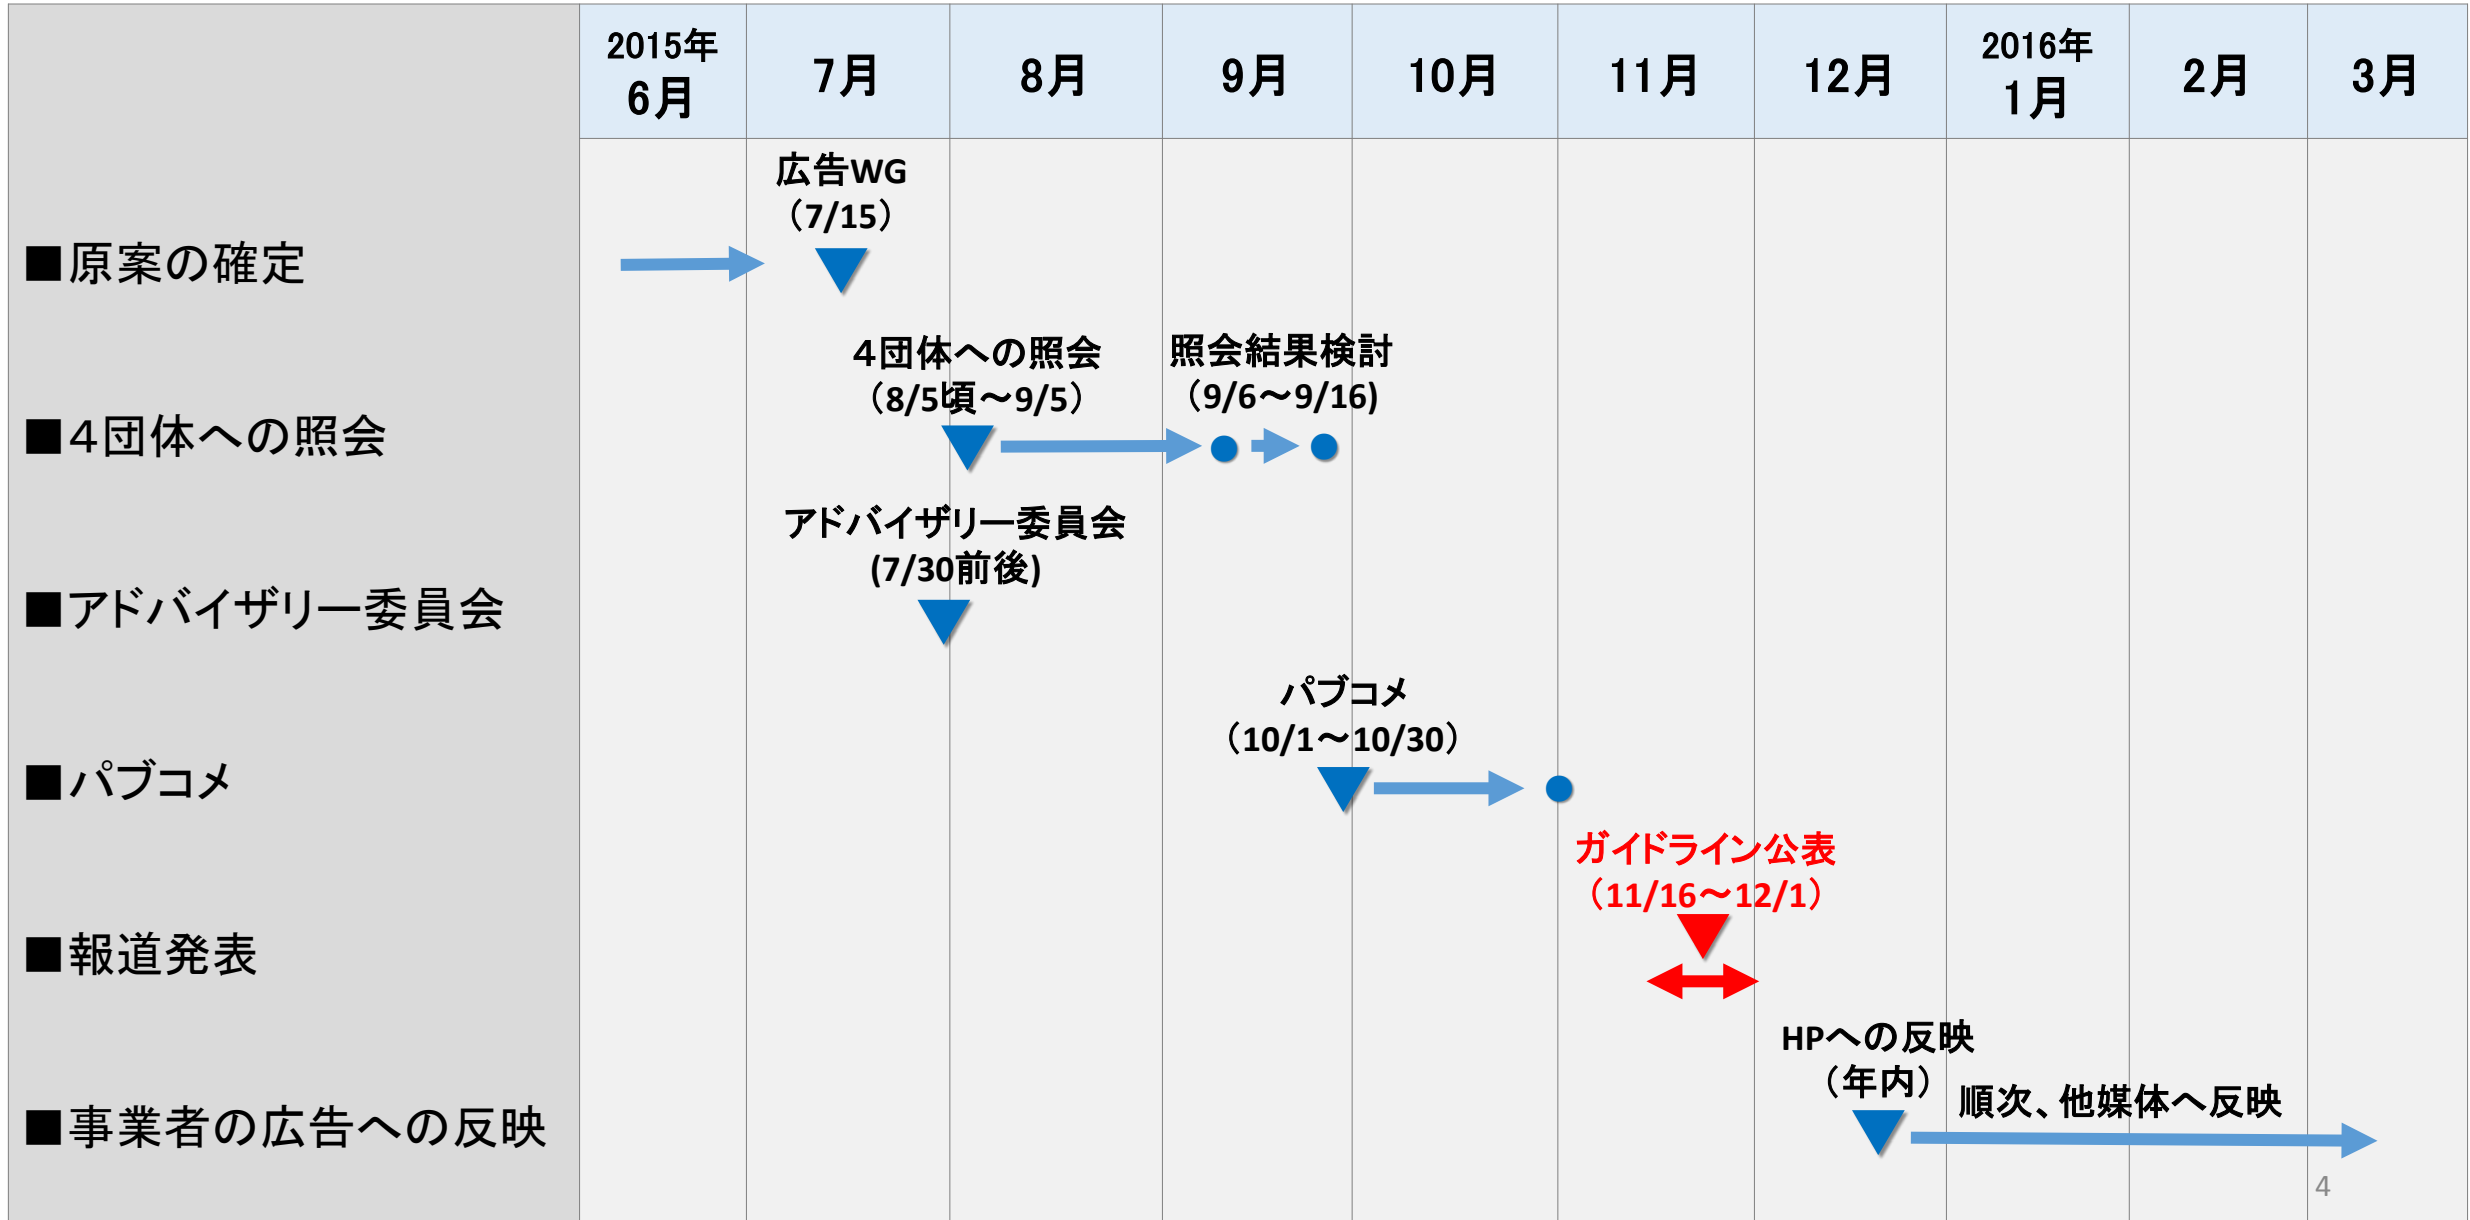 2015年
6月
7月
8月
9月
10月
11月
12月
2016年
1月
2月
3月
■原案の確定
広告WG
（7/15）
■４団体への照会
４団体への照会
（8/5頃～9/5）
照会結果検討
（9/6～9/16)
■アドバイザリー委員会
アドバイザリー委員会
(7/30前後)
■パブコメ
パブコメ
（10/1～10/30）
■報道発表
ガイドライン公表
（11/16～12/1）
■事業者の広告への反映
HPへの反映
（年内）
順次、他媒体へ反映
4